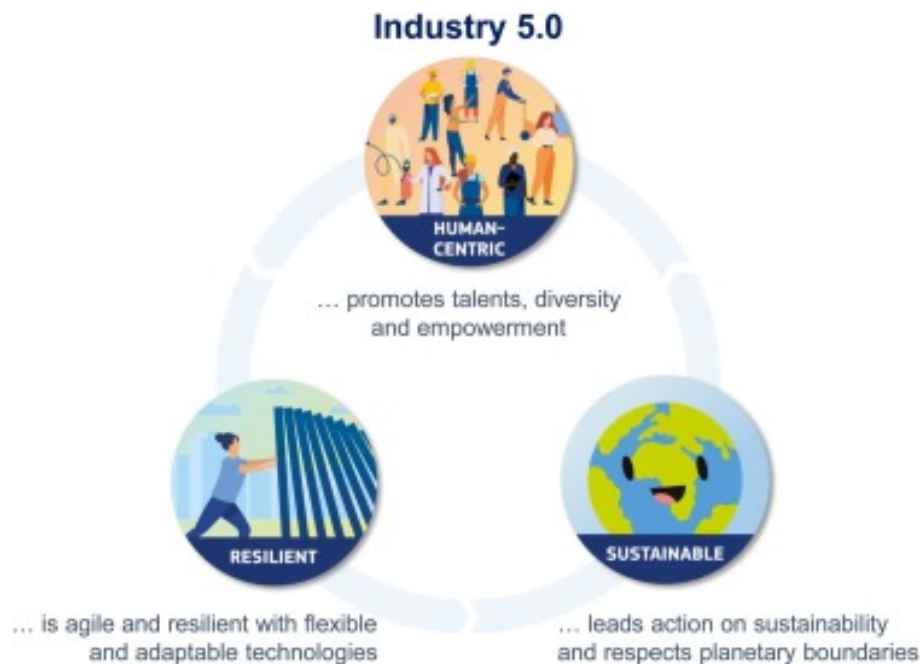 Industry 5.0
HUMAN-
CENTRIC
... promotes talents, diversity
and empowerment
RESILIENT
... is agile and resilient with flexible
and adaptable technologies
SUSTAINABLE
... leads action on sustainability
and respects planetary boundaries